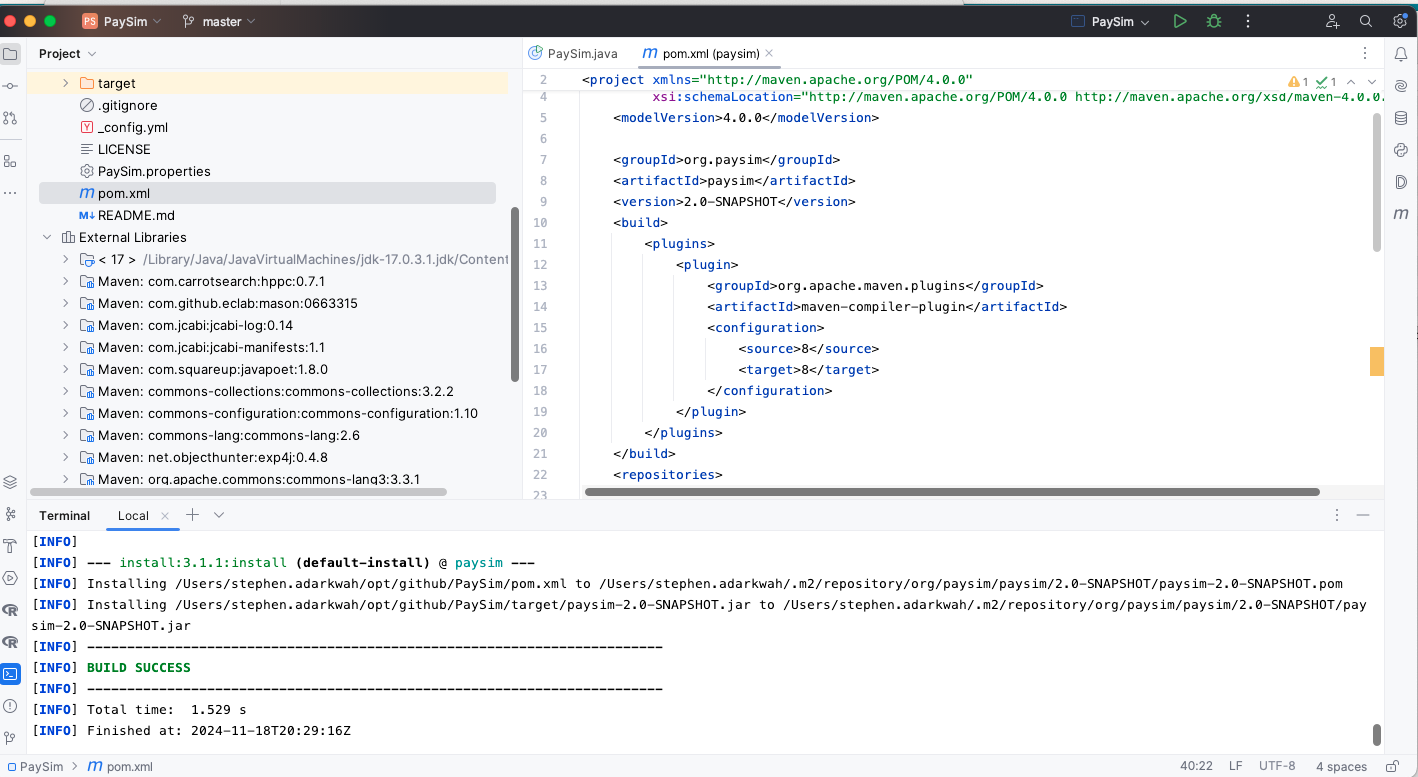 PS PaySim
master
PaySim
Project
target
.gitignore
_config.yml
LICENSE
PaySim.properties
pom.xml
README.md
External Libraries
< 17 > /Library/Java/JavaVirtualMachines/jdk-17.0.3.1.jdk/Content
Maven: com.carrotsearch:hppc:0.7.1
Maven: com.github.eclab:mason:0663315
Maven: com.jcabi:jcabi-log:0.14
Maven: com.jcabi:jcabi-manifests:1.1
Maven: com.squareup:javapoet:1.8.0
Maven: commons-collections:commons-collections:3.2.2
Maven: commons-configuration:commons-configuration:1.10
Maven: commons-lang:commons-lang:2.6
Maven: net.objecthunter:exp4j:0.4.8
Maven: org.apache.commons:commons-lang3:3.3.1
PaySim.java
pom.xml (paysim)
1 1
2 <project xmlns="http://maven.apache.org/POM/4.0.0"
4 xsi:schemaLocation="http://maven.apache.org/POM/4.0.0 http://maven.apache.org/xsd/maven-4.0.0.
5 <modelVersion>4.0.0</modelVersion>
6
7 <groupId>org.paysim</groupId>
8 <artifactId>paysim</artifactId>
9 <version>2.0-SNAPSHOT</version>
10 <build>
11 <plugins>
12 <plugin>
13 <groupId>org.apache.maven.plugins</groupId>
14 <artifactId>maven-compiler-plugin</artifactId>
15 <configuration>
16 <source>8</source>
17 <target>8</target>
18 </configuration>
19 </plugin>
20 </plugins>
21 </build>
22 <repositories>
23
Terminal
Local
[INFO]
[INFO] --- install:3.1.1:install (default-install) @ paysim ---
[INFO] Installing /Users/stephen.adarkwah/opt/github/PaySim/pom.xml to /Users/stephen.adarkwah/.m2/repository/org/paysim/paysim/2.0-SNAPSHOT/paysim-2.0-SNAPSHOT.pom
[INFO] Installing /Users/stephen.adarkwah/opt/github/PaySim/target/paysim-2.0-SNAPSHOT.jar to /Users/stephen.adarkwah/.m2/repository/org/paysim/paysim/2.0-SNAPSHOT/pay
sim-2.0-SNAPSHOT.jar
[INFO] ------------------------------------------------------------------------
[INFO] BUILD SUCCESS
[INFO] ------------------------------------------------------------------------
[INFO] Total time:  1.529 s
[INFO] Finished at: 2024-11-18T20:29:16Z
PaySim > pom.xml
40:22 LF UTF-8 4 spaces